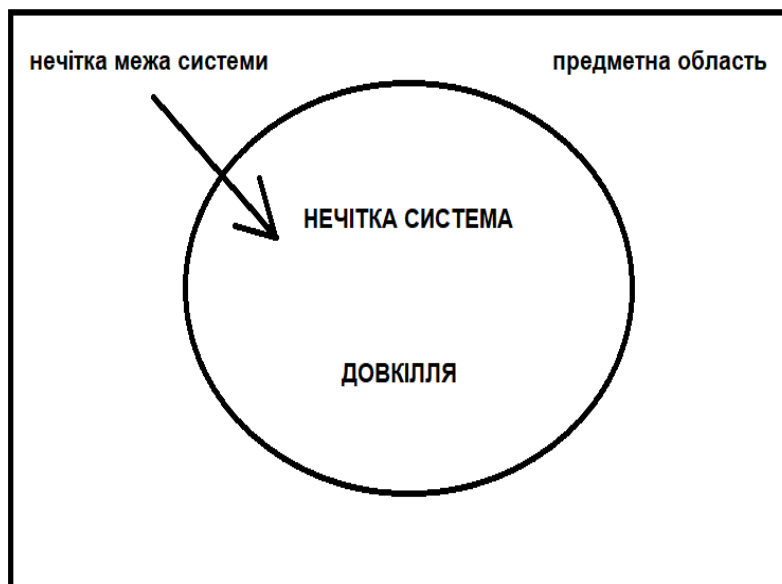 нечітка межа системи
предметна область
НЕЧІТКА СИСТЕМА
ДОВКІЛЛЯ